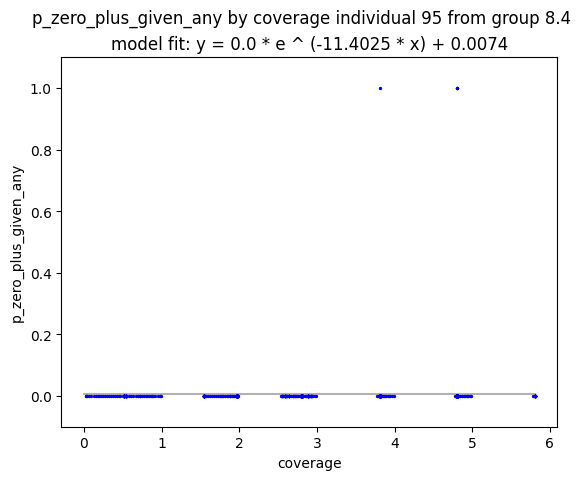 p_zero_plus_given_any by coverage individual 95 from group 8.4
model fit: y = 0.0 * e ^ (-11.4025 * x) + 0.0074
1.0
0.8
0.6
0.4
0.2
0.0
p_zero_plus_given_any
0 1 2 3 4 5 6
coverage